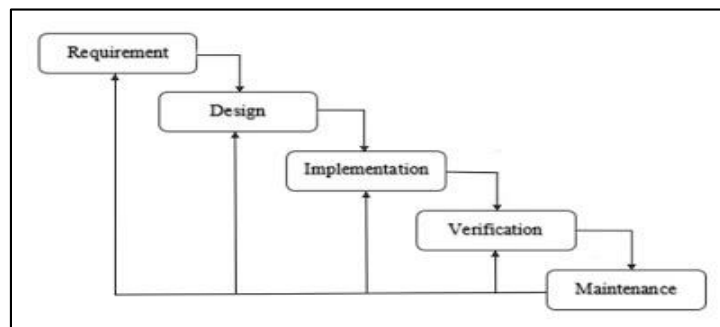 Requirement
Design
Implementation
Verification
Maintenance